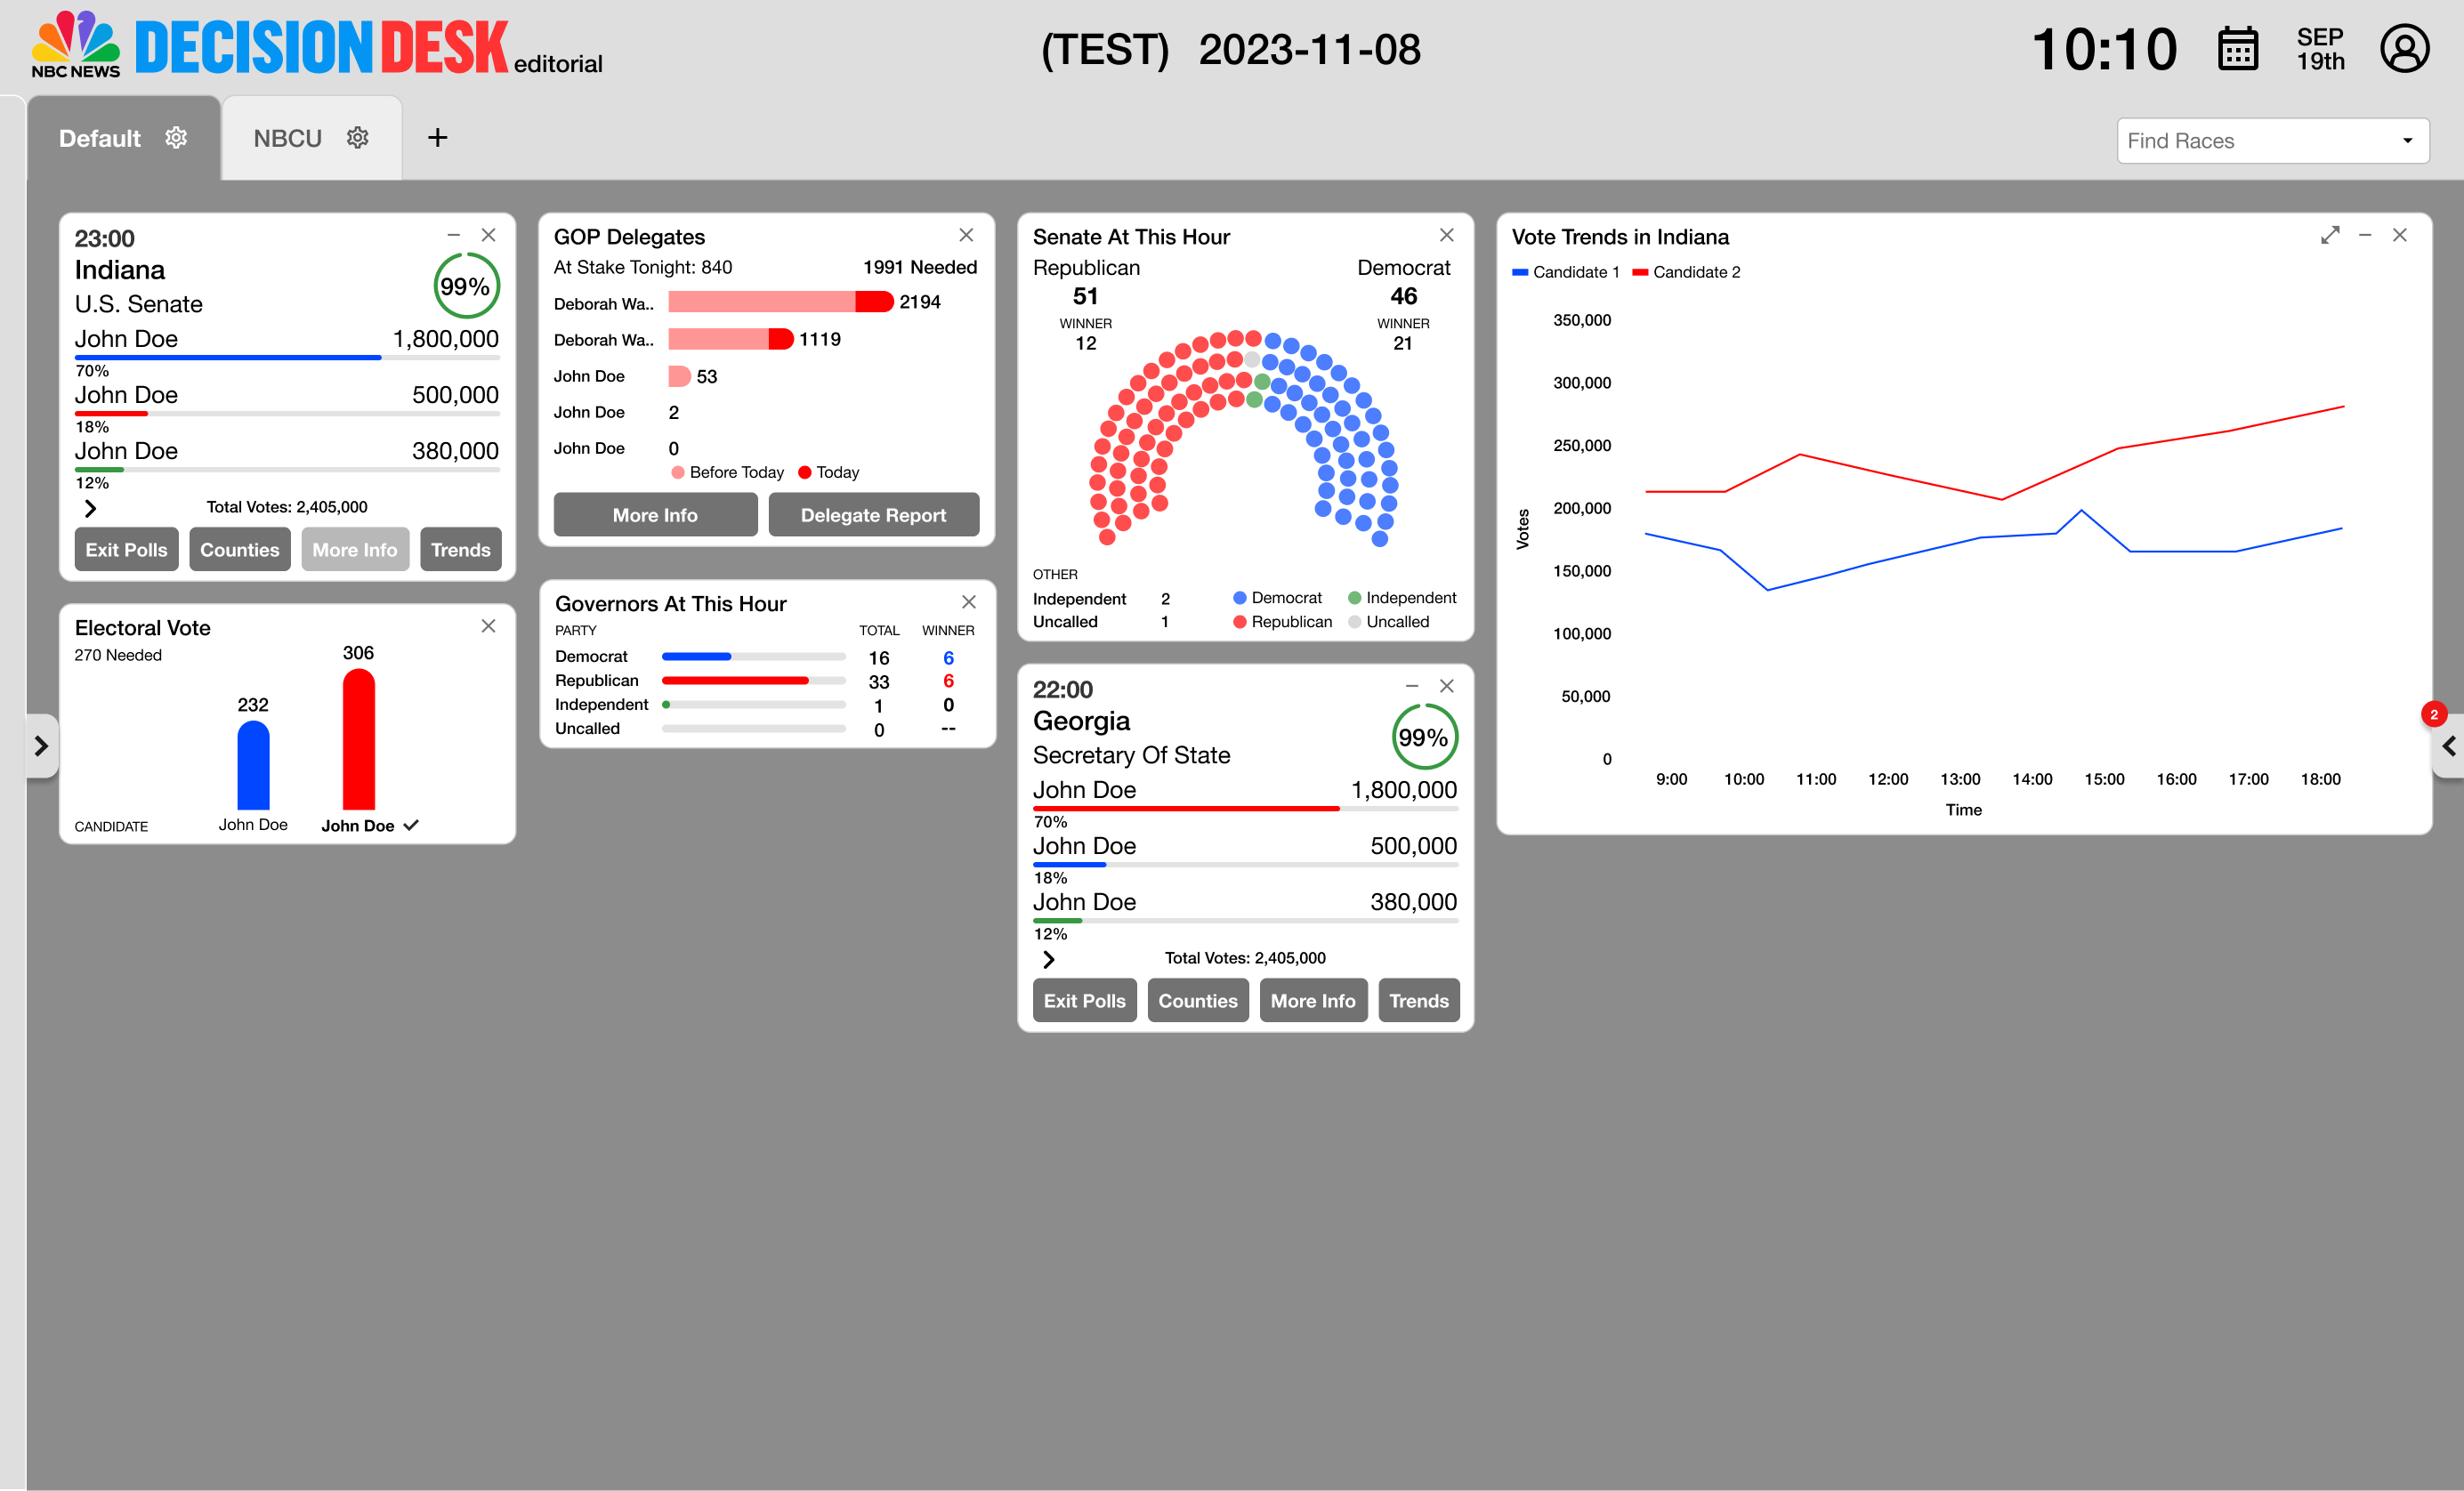 NBC NEWS
DECISION DESK editorial
(TEST) 2023-11-08
10:10
SEP
19th
Default
NBCU
+
Find Races
23:00
Indiana
U.S. Senate
99%
John Doe 1,800,000
70%
John Doe 500,000
18%
John Doe 380,000
12%
Total Votes: 2,405,000
Exit Polls Counties More Info Trends
Electoral Vote
270 Needed
306
232
CANDIDATE John Doe John Doe
GOP Delegates
At Stake Tonight: 840 1991 Needed
Deborah Wa.. 2194
Deborah Wa.. 1119
John Doe 53
John Doe 2
John Doe 0
Before Today Today
More Info Delegate Report
Governors At This Hour
PARTY TOTAL WINNER
Democrat 16 6
Republican 33 6
Independent 1 0
Uncalled 0 --
Senate At This Hour
Republican Democrat
51 46
WINNER WINNER
12 21
OTHER
Independent 2
Uncalled 1
Democrat Independent
Republican Uncalled
22:00
Georgia
Secretary Of State
99%
John Doe 1,800,000
70%
John Doe 500,000
18%
John Doe 380,000
12%
Total Votes: 2,405,000
Exit Polls Counties More Info Trends
Vote Trends in Indiana
Candidate 1 Candidate 2
350,000
300,000
250,000
200,000
150,000
100,000
50,000
0
Votes
9:00 10:00 11:00 12:00 13:00 14:00 15:00 16:00 17:00 18:00
Time
2